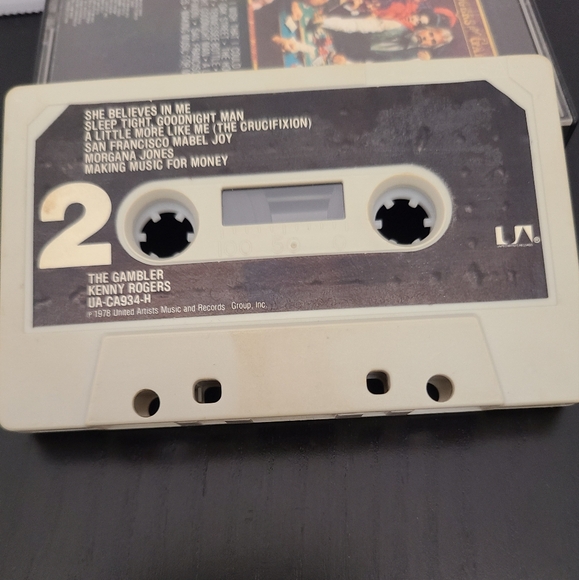 SHE BELIEVES IN ME
SLEEP TIGHT, GOODNIGHT MAN
A LITTLE MORE LIKE ME (THE CRUCIFIXION)
SAN FRANCISCO MABEL JOY
MORGANA JONES
MAKING MUSIC FOR MONEY
2
UA®
THE GAMBLER
KENNY ROGERS
UA-CA934-H
℗ 1978 United Artists Music and Records Group, Inc.